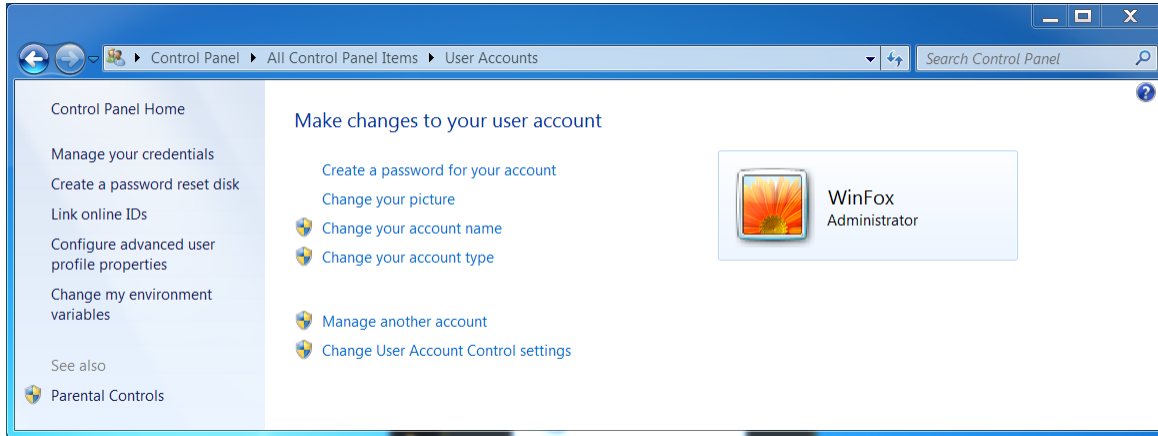 Control Panel All Control Panel Items User Accounts
Search Control Panel
Control Panel Home
Manage your credentials
Create a password reset disk
Link online IDs
Configure advanced user
profile properties
Change my environment
variables
See also
Parental Controls
Make changes to your user account
Create a password for your account
Change your picture
Change your account name
Change your account type
Manage another account
Change User Account Control settings
WinFox
Administrator